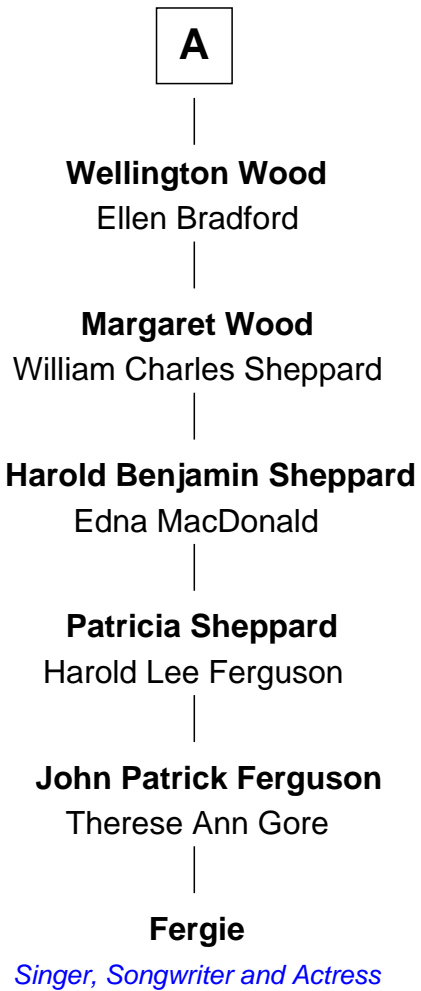 A
Wellington Wood
Ellen Bradford
Margaret Wood
William Charles Sheppard
Harold Benjamin Sheppard
Edna MacDonald
Patricia Sheppard
Harold Lee Ferguson
John Patrick Ferguson
Therese Ann Gore
Fergie
Singer, Songwriter and Actress